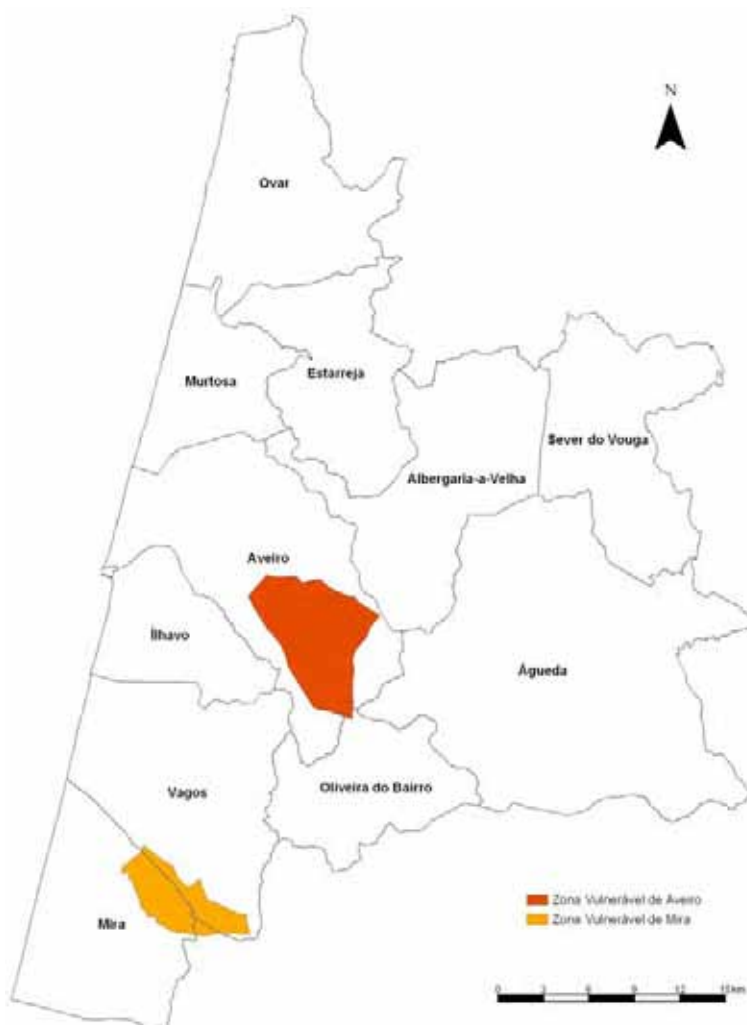 N
Ovar
Estarreja
Murtosa
Sever do Vouga
Albergaria-a-Velha
Aveiro
Ílhavo
Águeda
Oliveira do Bairro
Vagos
Mira
Zona Vulnerável de Aveiro
Zona Vulnerável de Mira
0 3 6 9 12 15 km